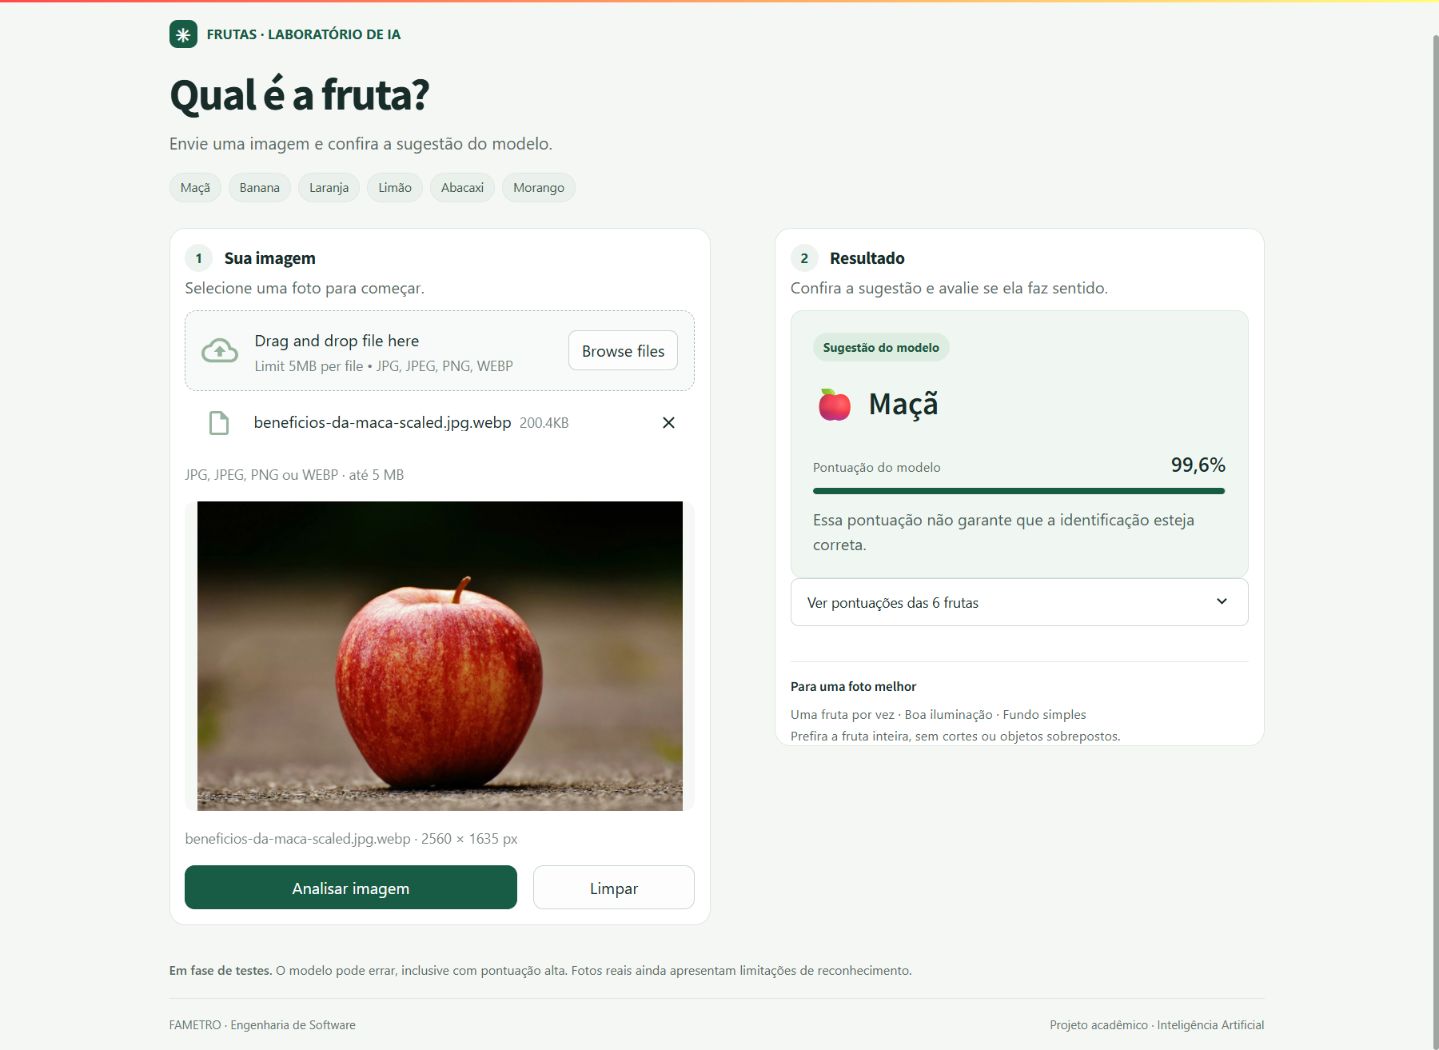 FRUTAS · LABORATÓRIO DE IA
Qual é a fruta?
Envie uma imagem e confira a sugestão do modelo.
Maçã
Banana
Laranja
Limão
Abacaxi
Morango
1
Sua imagem
Selecione uma foto para começar.
Drag and drop file here
Limit 5MB per file • JPG, JPEG, PNG, WEBP
Browse files
beneficios-da-maca-scaled.jpg.webp 200.4KB
JPG, JPEG, PNG ou WEBP · até 5 MB
beneficios-da-maca-scaled.jpg.webp · 2560 × 1635 px
Analisar imagem
Limpar
2
Resultado
Confira a sugestão e avalie se ela faz sentido.
Sugestão do modelo
Maçã
Pontuação do modelo
99,6%
Essa pontuação não garante que a identificação esteja
correta.
Ver pontuações das 6 frutas
Para uma foto melhor
Uma fruta por vez · Boa iluminação · Fundo simples
Prefira a fruta inteira, sem cortes ou objetos sobrepostos.
Em fase de testes. O modelo pode errar, inclusive com pontuação alta. Fotos reais ainda apresentam limitações de reconhecimento.
FAMETRO · Engenharia de Software
Projeto acadêmico · Inteligência Artificial